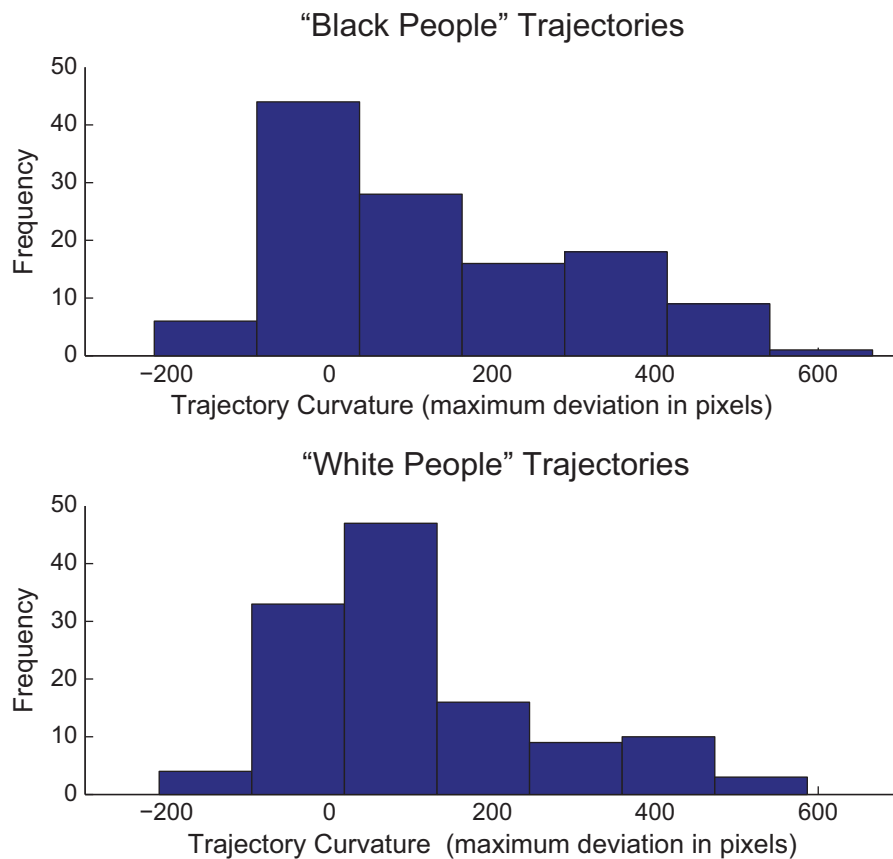 “Black People” Trajectories
50
40
30
20
10
0
Frequency
−200 0 200 400 600
Trajectory Curvature (maximum deviation in pixels)
“White People” Trajectories
50
40
30
20
10
0
Frequency
−200 0 200 400 600
Trajectory Curvature (maximum deviation in pixels)